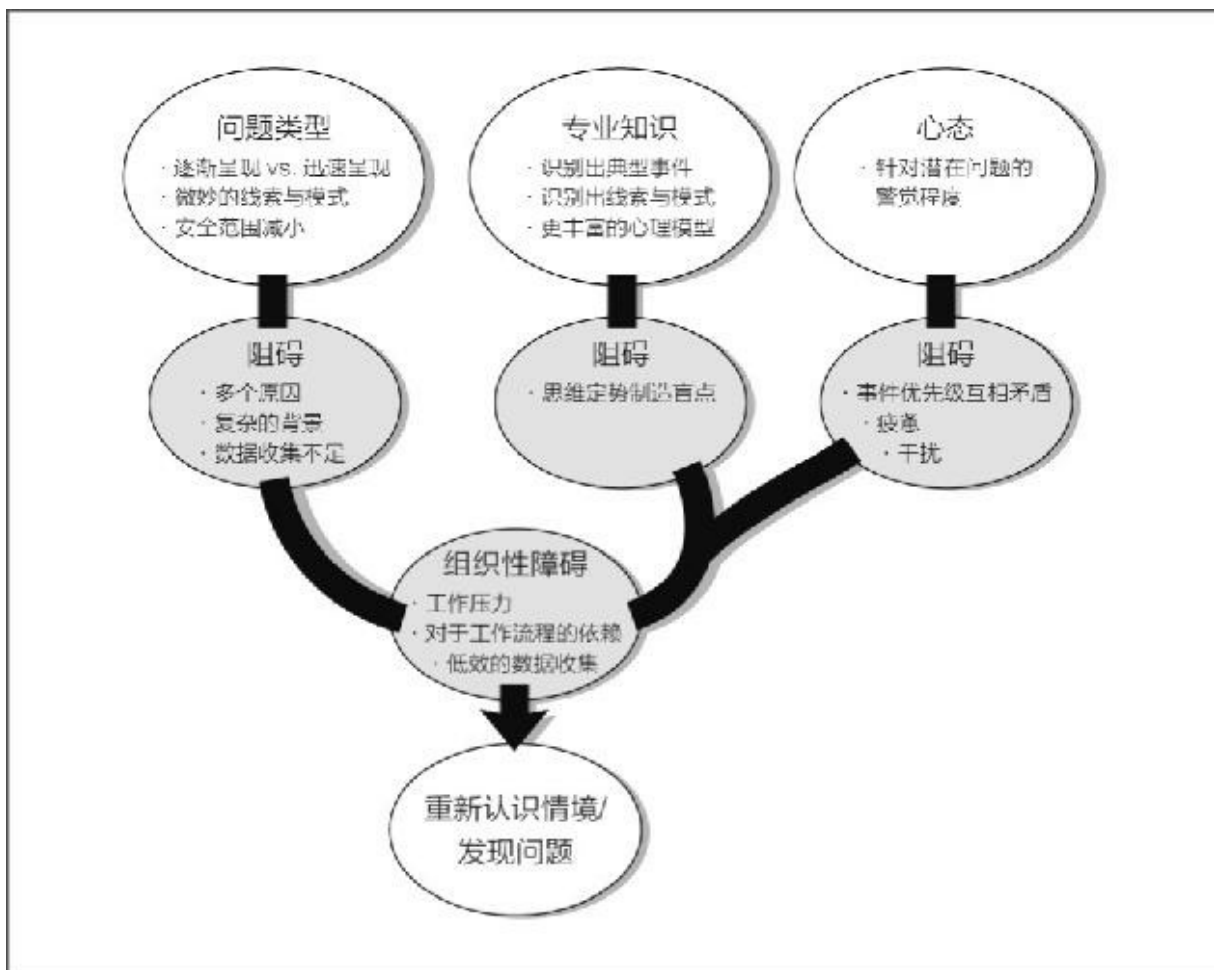 问题类型
· 逐渐呈现 vs. 迅速呈现
· 微妙的线索与模式
· 安全范围减小
专业知识
· 识别出典型事件
· 识别出线索与模式
· 更丰富的心理模型
心态
· 针对潜在问题的
警觉程度
阻碍
· 多个原因
· 复杂的背景
· 数据收集不足
阻碍
· 思维定势制造盲点
阻碍
· 事件优先级互相矛盾
· 疲惫
· 干扰
组织性障碍
· 工作压力
· 对于工作流程的依赖
· 低效的数据收集
重新认识情境/
发现问题